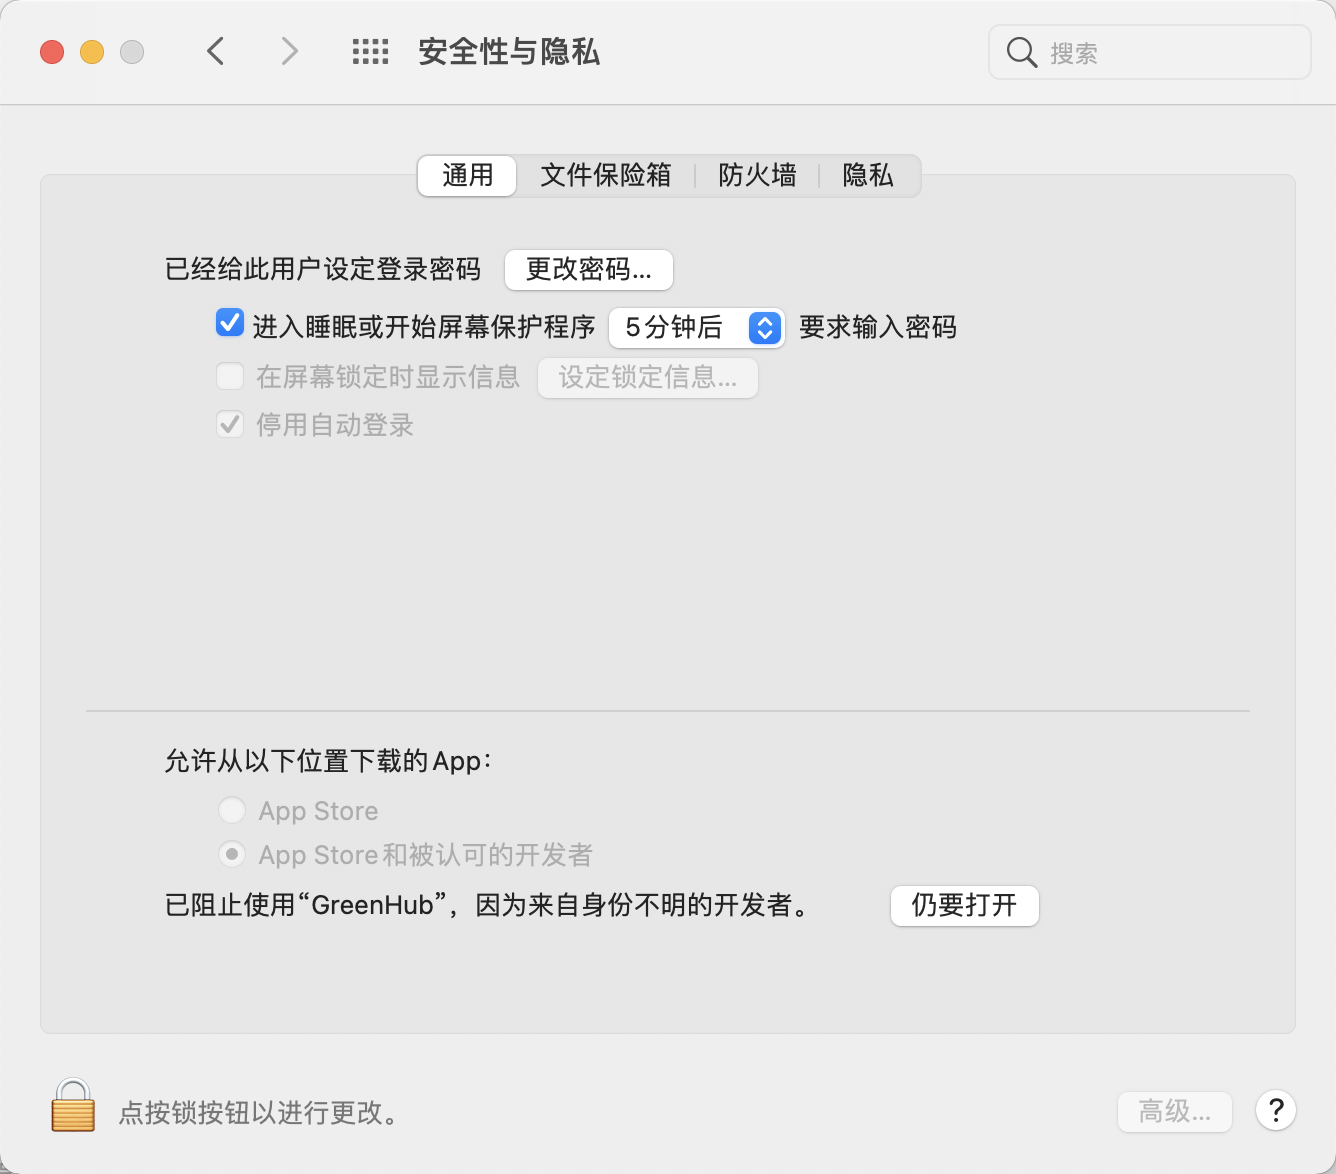 安全性与隐私
搜索
通用 文件保险箱 防火墙 隐私
已经给此用户设定登录密码 更改密码...
进入睡眠或开始屏幕保护程序 5分钟后 要求输入密码
在屏幕锁定时显示信息 设定锁定信息...
停用自动登录
允许从以下位置下载的App：
App Store
App Store和被认可的开发者
已阻止使用“GreenHub”，因为来自身份不明的开发者。 仍要打开
点按锁按钮以进行更改。 高级... ?